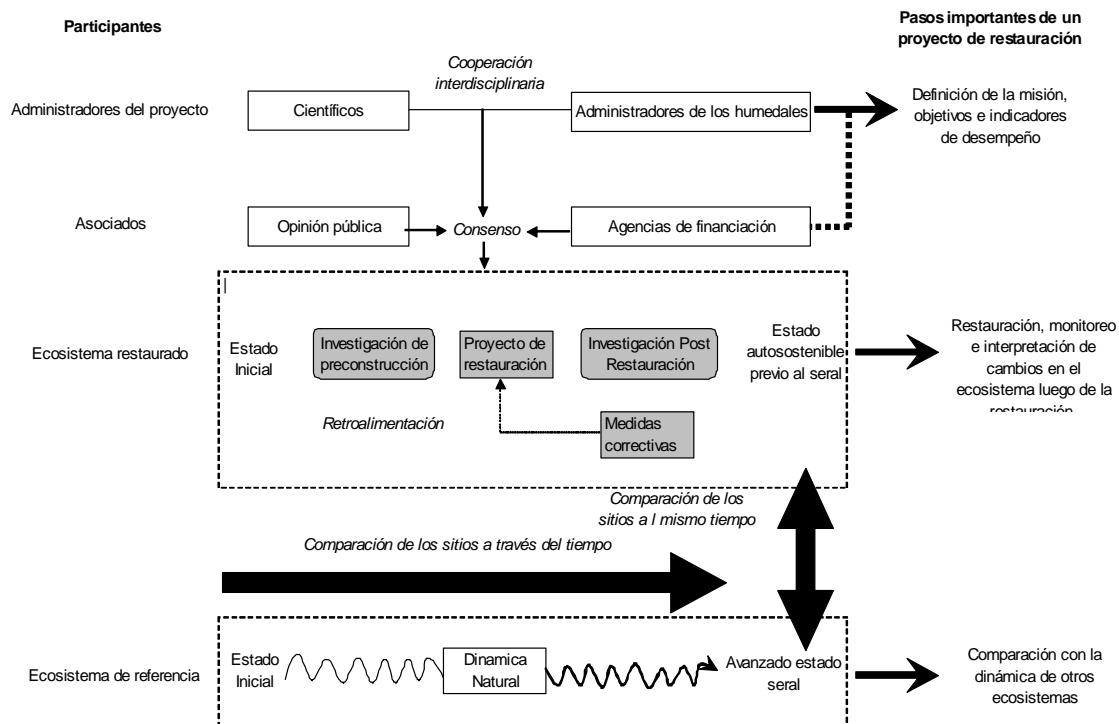 Participantes
Pasos importantes de un
proyecto de restauración
Cooperación
interdisciplinaria
Administradores del proyecto
Científicos
Administradores de los humedales
Definición de la misión,
objetivos e indicadores
de desempeño
Asociados
Opinión pública
Consenso
Agencias de financiación
Ecosistema restaurado
Estado
Inicial
Investigación de
preconstrucción
Proyecto de
restauración
Investigación Post
Restauración
Estado
autosostenible
previo al seral
Restauración, monitoreo
e interpretación de
cambios en el
ecosistema luego de la
restauración
Retroalimentación
Medidas
correctivas
Comparación de los
sitios a l mismo tiempo
Comparación de los sitios a través del tiempo
Ecosistema de referencia
Estado
Inicial
Dinamica
Natural
Avanzado estado
seral
Comparación con la
dinámica de otros
ecosistemas